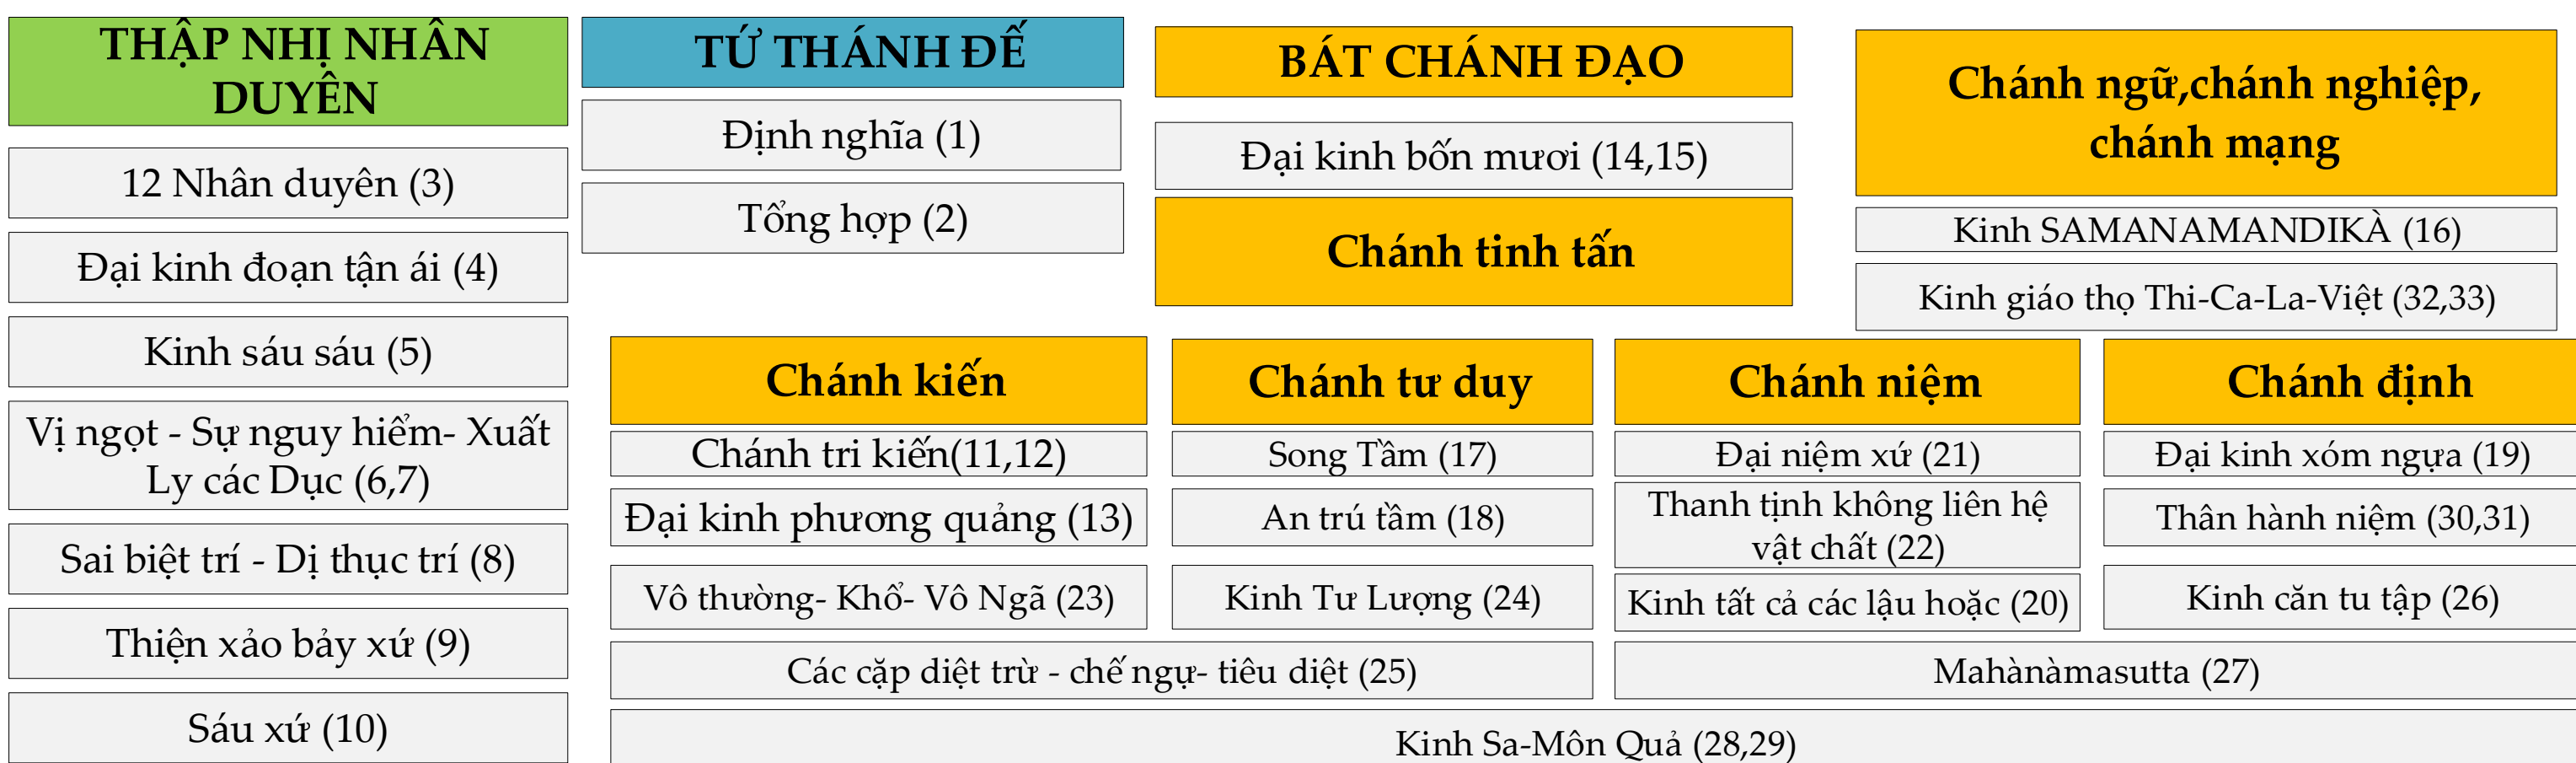 THẬP NHỊ NHÂN
DUYÊN
12 Nhân duyên (3)
Đại kinh đoạn tận ái (4)
Kinh sáu sáu (5)
Vị ngọt - Sự nguy hiểm- Xuất
Ly các Dục (6,7)
Sai biệt trí - Dị thục trí (8)
Thiện xảo bảy xứ (9)
Sáu xứ (10)
TỨ THÁNH ĐẾ
Định nghĩa (1)
Tổng hợp (2)
BÁT CHÁNH ĐẠO
Đại kinh bốn mươi (14,15)
Chánh tinh tấn
Chánh ngữ,chánh nghiệp,
chánh mạng
Kinh SAMANAMANDIKÀ (16)
Kinh giáo thọ Thi-Ca-La-Việt (32,33)
Chánh kiến
Chánh tri kiến(11,12)
Đại kinh phương quảng (13)
Vô thường- Khổ- Vô Ngã (23)
Chánh tư duy
Song Tầm (17)
An trú tầm (18)
Kinh Tư Lượng (24)
Chánh niệm
Đại niệm xứ (21)
Thanh tịnh không liên hệ
vật chất (22)
Kinh tất cả các lậu hoặc (20)
Chánh định
Đại kinh xóm ngựa (19)
Thân hành niệm (30,31)
Kinh căn tu tập (26)
Các cặp diệt trừ - chế ngự- tiêu diệt (25)
Mahànàmasutta (27)
Kinh Sa-Môn Quả (28,29)